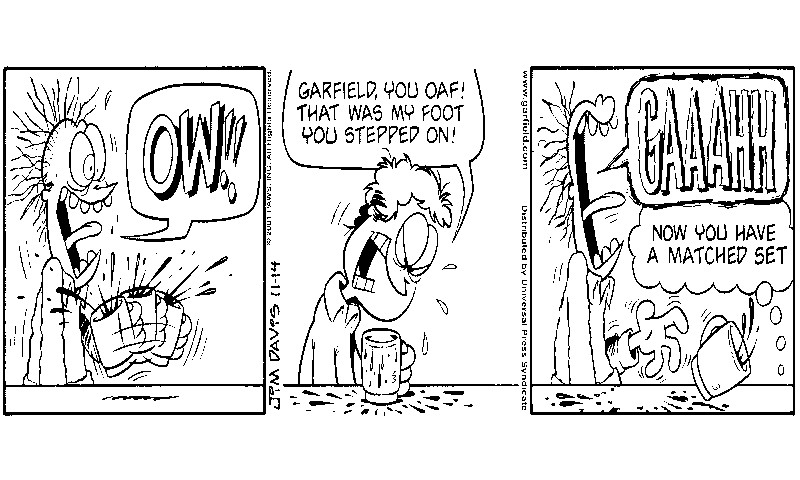 OW!!
© 2001 PAWS, INC. All Rights Reserved.
JIM DAVIS 11-14
GARFIELD, YOU OAF!
THAT WAS MY FOOT
YOU STEPPED ON!
www.garfield.com
Distributed by Universal Press Syndicate
GAAAHH
NOW YOU HAVE
A MATCHED SET